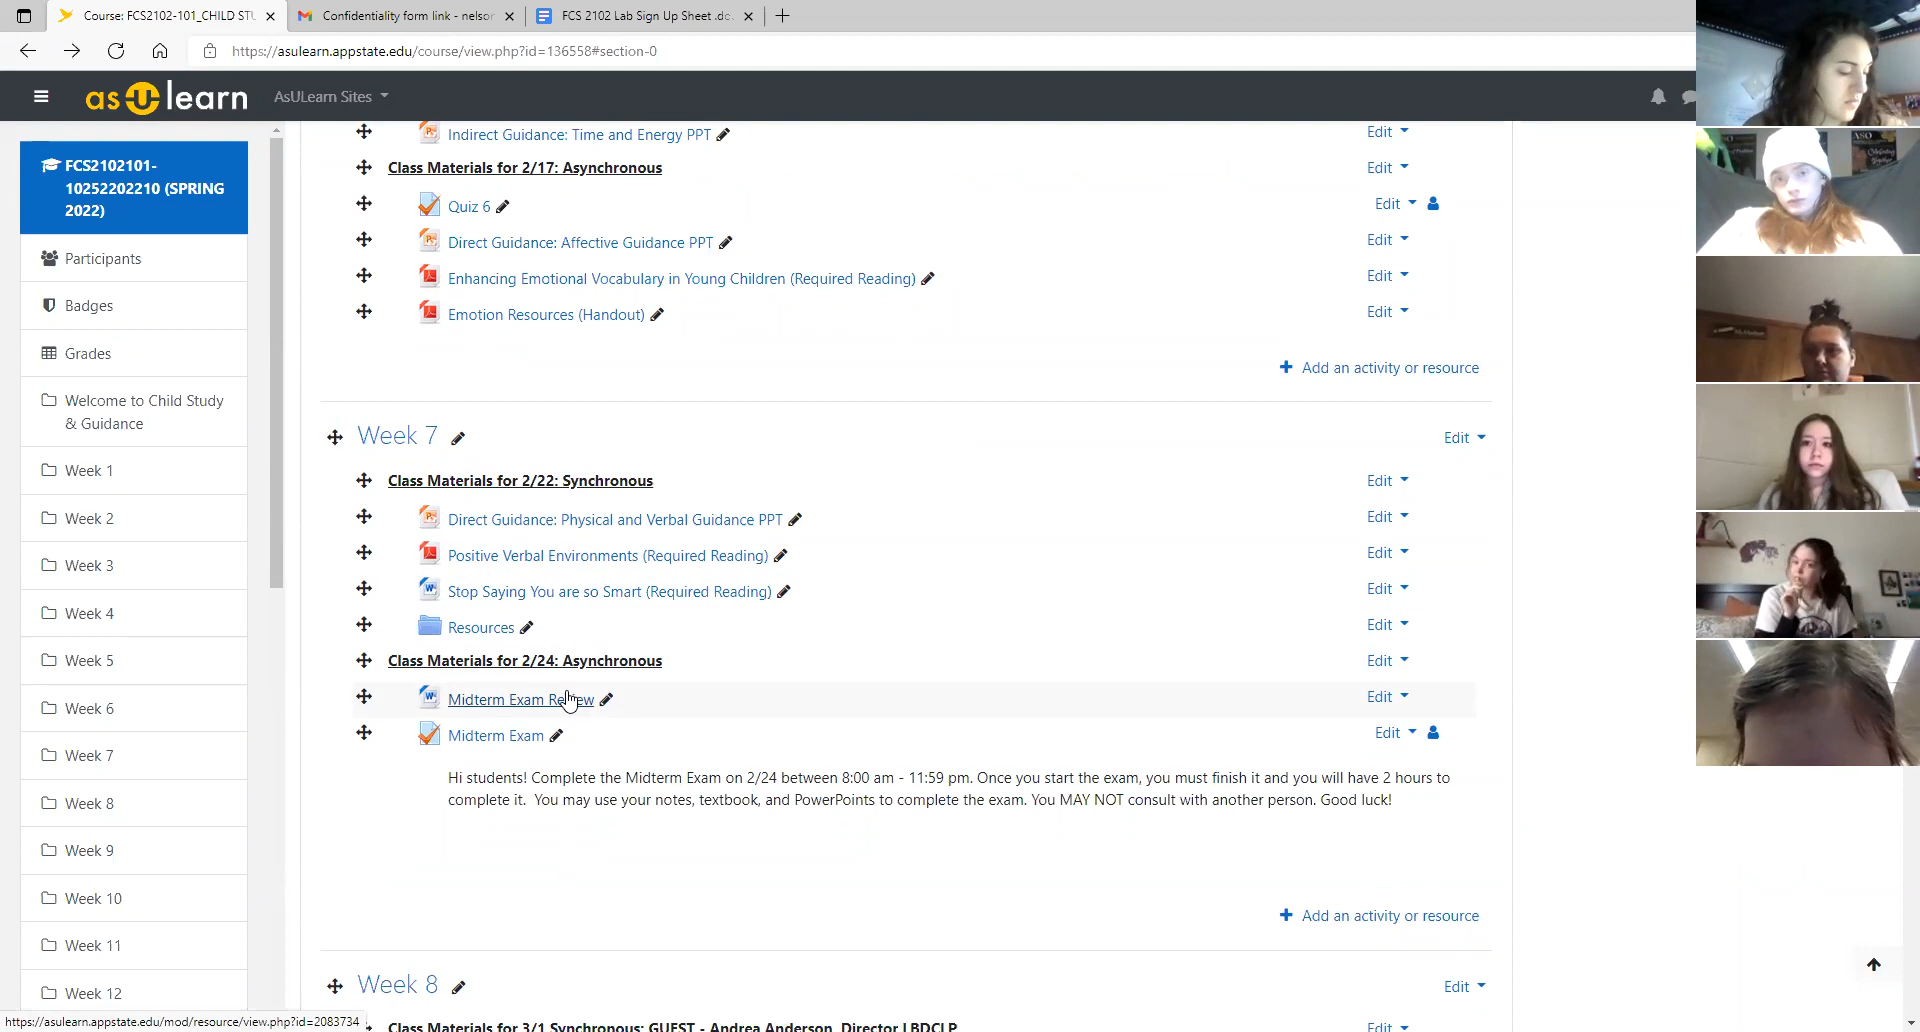 Course: FCS2102-101_CHILD STU
Confidentiality form link - nelson
FCS 2102 Lab Sign Up Sheet .do
https://asulearn.appstate.edu/course/view.php?id=136558#section-0
asUlearn
AsULearn Sites
FCS2102101-
10252202210 (SPRING
2022)
Participants
Badges
Grades
Welcome to Child Study
& Guidance
Week 1
Week 2
Week 3
Week 4
Week 5
Week 6
Week 7
Week 8
Week 9
Week 10
Week 11
Week 12
Indirect Guidance: Time and Energy PPT
Edit
Class Materials for 2/17: Asynchronous
Edit
Quiz 6
Edit
Direct Guidance: Affective Guidance PPT
Edit
Enhancing Emotional Vocabulary in Young Children (Required Reading)
Edit
Emotion Resources (Handout)
Edit
Add an activity or resource
Week 7
Edit
Class Materials for 2/22: Synchronous
Edit
Direct Guidance: Physical and Verbal Guidance PPT
Edit
Positive Verbal Environments (Required Reading)
Edit
Stop Saying You are so Smart (Required Reading)
Edit
Resources
Edit
Class Materials for 2/24: Asynchronous
Edit
Midterm Exam Review
Edit
Midterm Exam
Edit
Hi students! Complete the Midterm Exam on 2/24 between 8:00 am - 11:59 pm. Once you start the exam, you must finish it and you will have 2 hours to
complete it. You may use your notes, textbook, and PowerPoints to complete the exam. You MAY NOT consult with another person. Good luck!
Add an activity or resource
Week 8
Edit
Class Materials for 3/1 Synchronous: GUEST - Andrea Anderson, Director LBDCLP
Edit
https://asulearn.appstate.edu/mod/resource/view.php?id=2083734